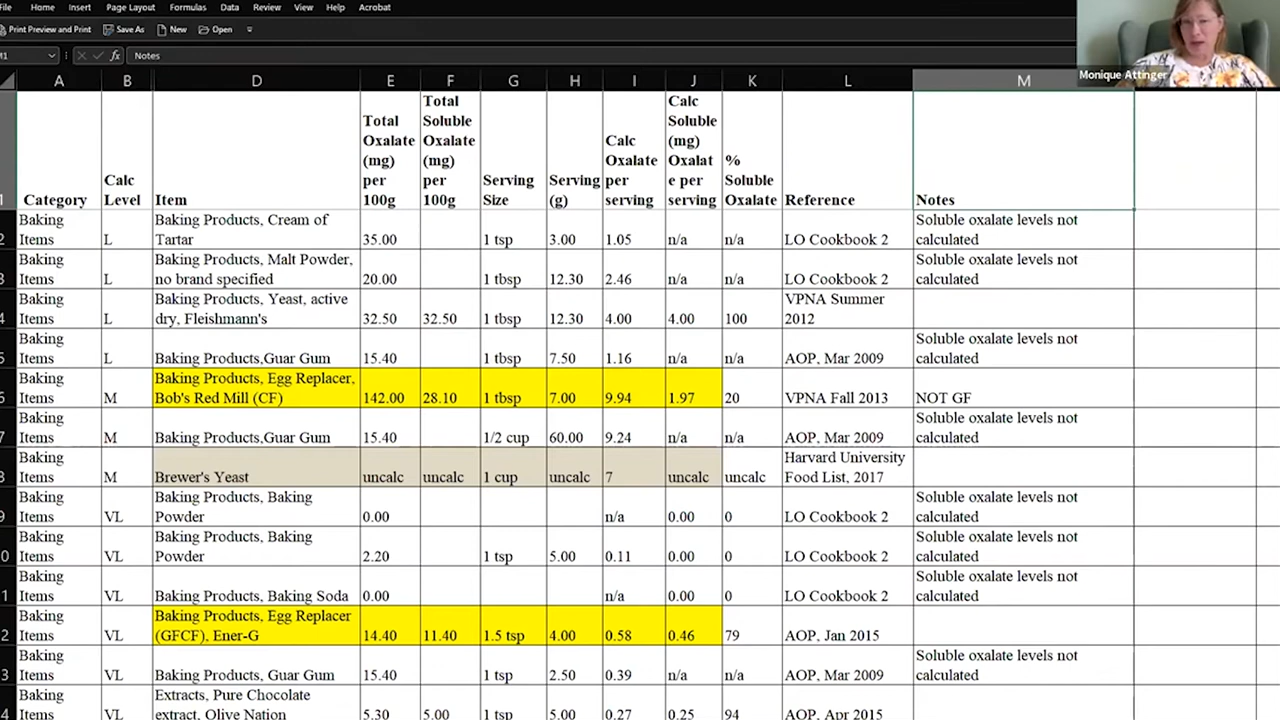 File Home Insert Page Layout Formulas Data Review View Help Acrobat
Print Preview and Print Save As New Open
M1 Notes
Monique Attinger
A B D E F G H I J K L M
1 Category Calc Level Item Total Oxalate (mg) per 100g Total Soluble Oxalate (mg) per 100g Serving Size Serving (g) Calc Oxalate per serving Calc Soluble (mg) Oxalat e per serving % Soluble Oxalate Reference Notes
2 Baking Items L Baking Products, Cream of Tartar 35.00 1 tsp 3.00 1.05 n/a n/a LO Cookbook 2 Soluble oxalate levels not calculated
3 Baking Items L Baking Products, Malt Powder, no brand specified 20.00 1 tbsp 12.30 2.46 n/a n/a LO Cookbook 2 Soluble oxalate levels not calculated
4 Baking Items L Baking Products, Yeast, active dry, Fleishmann's 32.50 32.50 1 tbsp 12.30 4.00 4.00 100 VPNA Summer 2012
5 Baking Items L Baking Products,Guar Gum 15.40 1 tbsp 7.50 1.16 n/a n/a AOP, Mar 2009 Soluble oxalate levels not calculated
6 Baking Items M Baking Products, Egg Replacer, Bob's Red Mill (CF) 142.00 28.10 1 tbsp 7.00 9.94 1.97 20 VPNA Fall 2013 NOT GF
7 Baking Items M Baking Products,Guar Gum 15.40 1/2 cup 60.00 9.24 n/a n/a AOP, Mar 2009 Soluble oxalate levels not calculated
8 Baking Items M Brewer's Yeast uncalc uncalc 1 cup uncalc 7 uncalc uncalc Harvard University Food List, 2017
9 Baking Items VL Baking Products, Baking Powder 0.00 n/a 0.00 0 LO Cookbook 2 Soluble oxalate levels not calculated
0 Baking Items VL Baking Products, Baking Powder 2.20 1 tsp 5.00 0.11 0.00 0 LO Cookbook 2 Soluble oxalate levels not calculated
1 Baking Items VL Baking Products, Baking Soda 0.00 n/a 0.00 0 LO Cookbook 2 Soluble oxalate levels not calculated
2 Baking Items VL Baking Products, Egg Replacer (GFCF), Ener-G 14.40 11.40 1.5 tsp 4.00 0.58 0.46 79 AOP, Jan 2015
3 Baking Items VL Baking Products, Guar Gum 15.40 1 tsp 2.50 0.39 n/a n/a AOP, Mar 2009 Soluble oxalate levels not calculated
4 Baking Items VL Extracts, Pure Chocolate extract, Olive Nation 5.30 5.00 1 tsp 5.00 0.27 0.25 94 AOP, Apr 2015